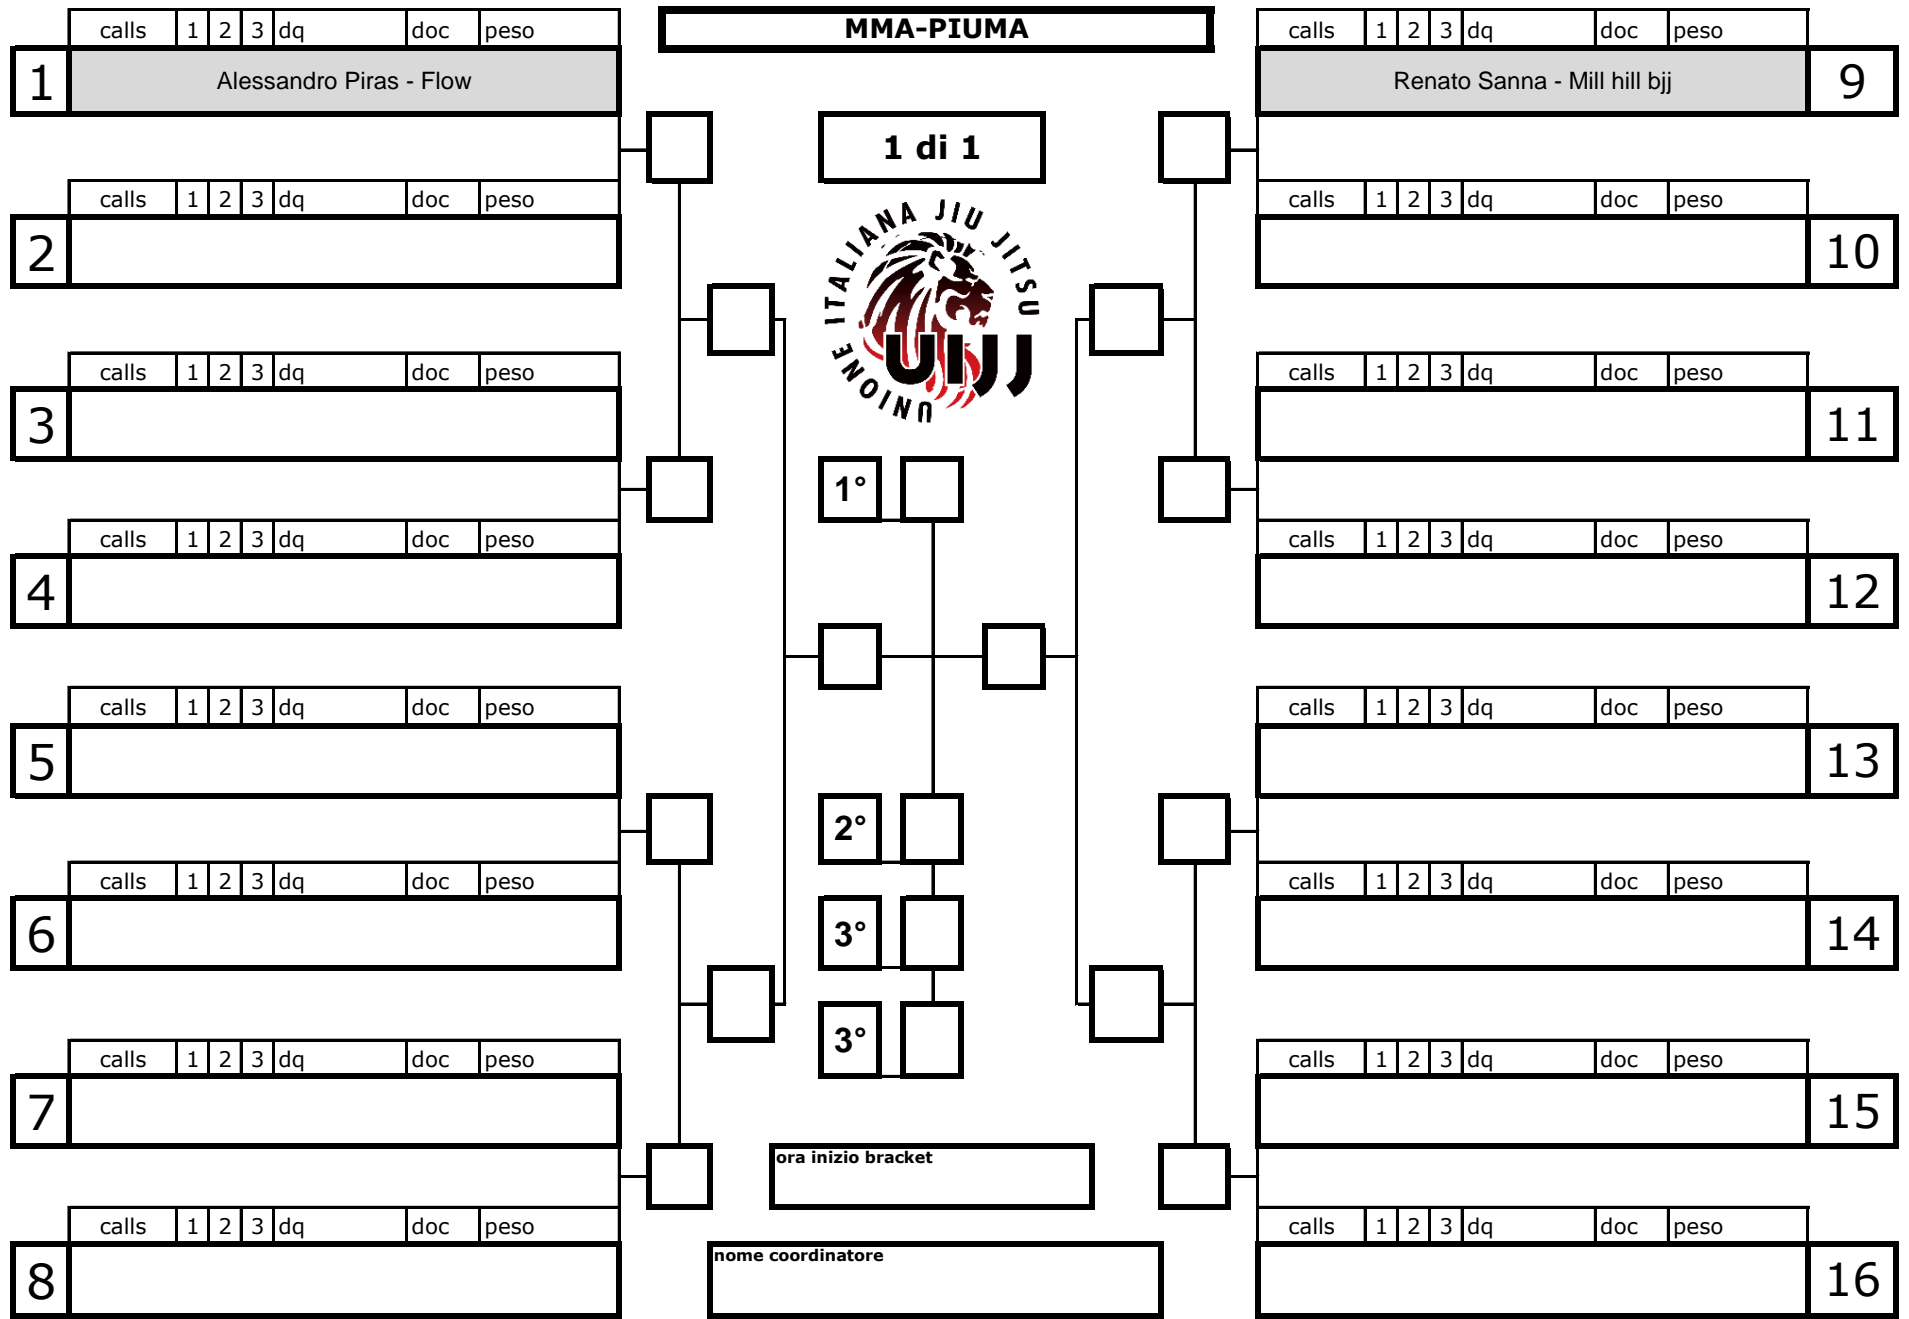 calls 1 2 3 dq doc peso
1 Alessandro Piras - Flow
calls 1 2 3 dq doc peso
2
calls 1 2 3 dq doc peso
3
calls 1 2 3 dq doc peso
4
calls 1 2 3 dq doc peso
5
calls 1 2 3 dq doc peso
6
calls 1 2 3 dq doc peso
7
calls 1 2 3 dq doc peso
8
MMA-PIUMA
1 di 1
UNIONE ITALIANA JIU JITSU
UIJJ
1°
2°
3°
3°
ora inizio bracket
nome coordinatore
calls 1 2 3 dq doc peso
Renato Sanna - Mill hill bjj 9
calls 1 2 3 dq doc peso
10
calls 1 2 3 dq doc peso
11
calls 1 2 3 dq doc peso
12
calls 1 2 3 dq doc peso
13
calls 1 2 3 dq doc peso
14
calls 1 2 3 dq doc peso
15
calls 1 2 3 dq doc peso
16